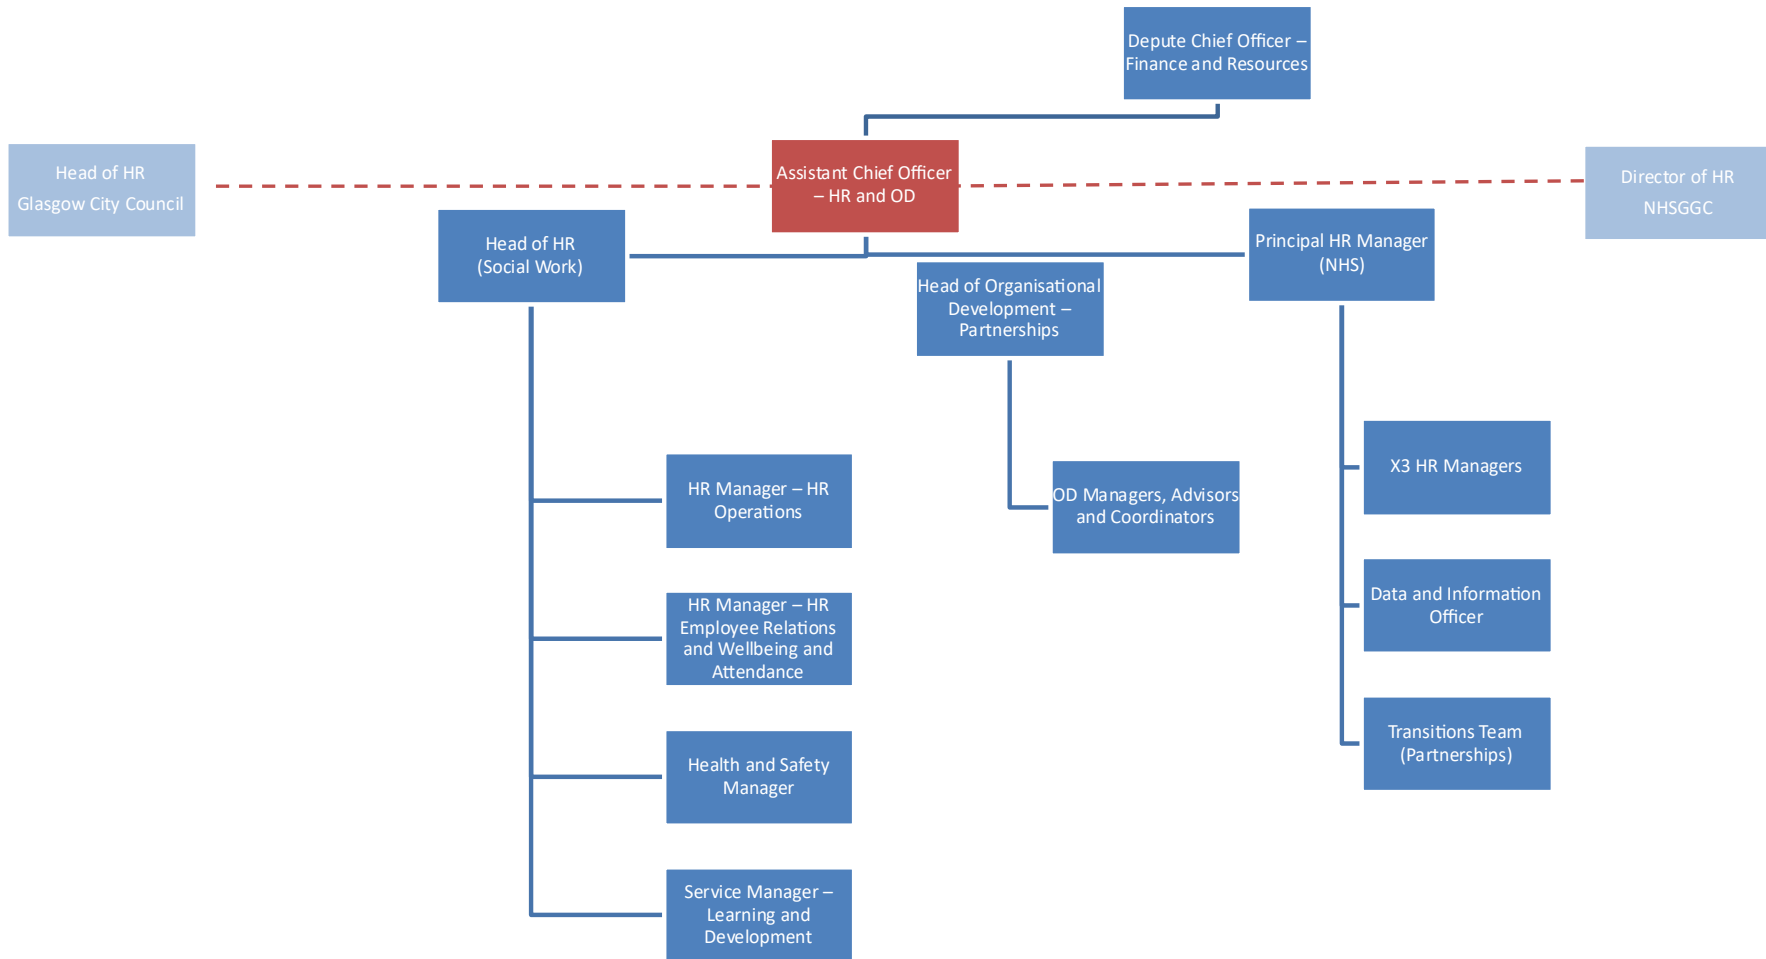 Depute Chief Officer –
Finance and Resources
Head of HR
Glasgow City Council
Assistant Chief Officer
– HR and OD
Director of HR
NHSGGC
Head of HR
(Social Work)
Principal HR Manager
(NHS)
Head of Organisational
Development –
Partnerships
HR Manager – HR
Operations
HR Manager – HR
Employee Relations
and Wellbeing and
Attendance
Health and Safety
Manager
Service Manager –
Learning and
Development
OD Managers, Advisors
and Coordinators
X3 HR Managers
Data and Information
Officer
Transitions Team
(Partnerships)